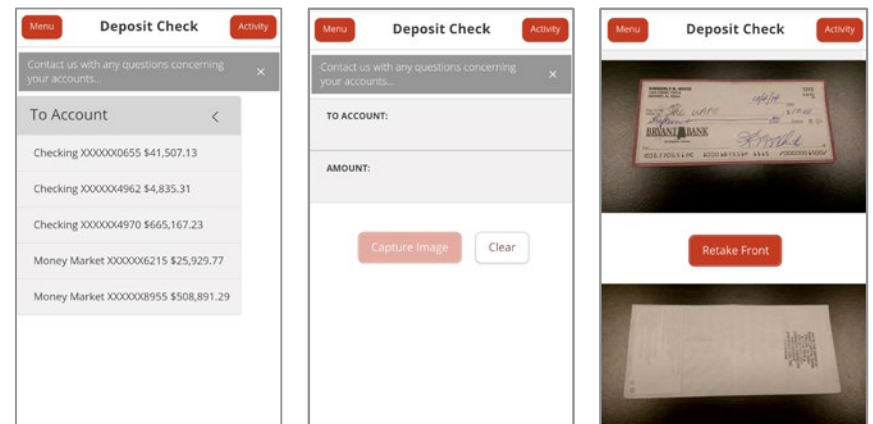 Menu
Deposit Check
Activity
Contact us with any questions concerning
your accounts...
×
To Account
<
Checking XXXXXX0655 $41,507.13
Checking XXXXXX4962 $4,835.31
Checking XXXXXX4970 $665,167.23
Money Market XXXXXX6215 $25,929.77
Money Market XXXXXX8955 $508,891.29
Menu
Deposit Check
Activity
Contact us with any questions concerning
your accounts...
×
TO ACCOUNT:
AMOUNT:
Capture Image
Clear
Menu
Deposit Check
Activity
BRYANT BANK
Retake Front